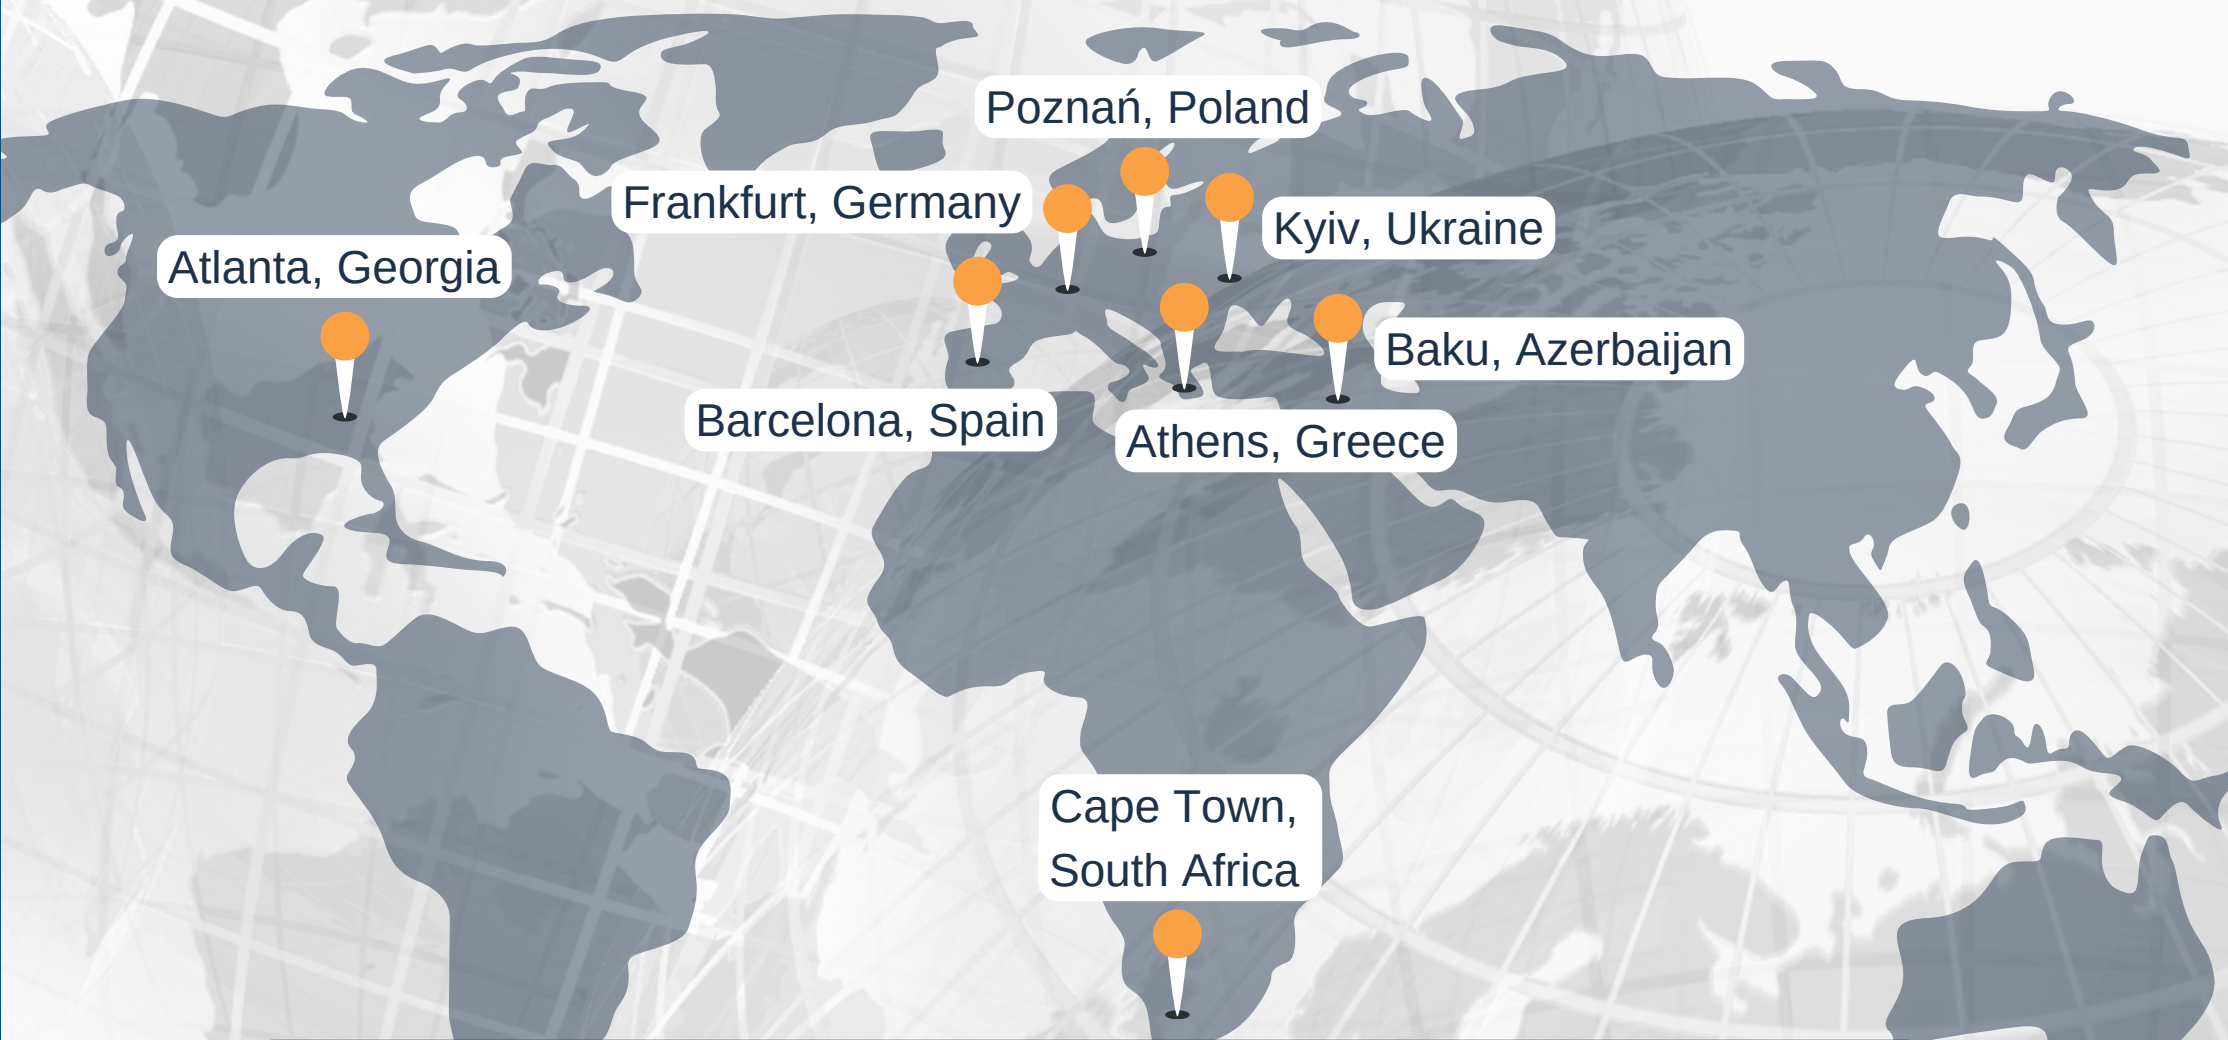 Poznań, Poland
Frankfurt, Germany
Kyiv, Ukraine
Atlanta, Georgia
Baku, Azerbaijan
Barcelona, Spain
Athens, Greece
Cape Town,
South Africa